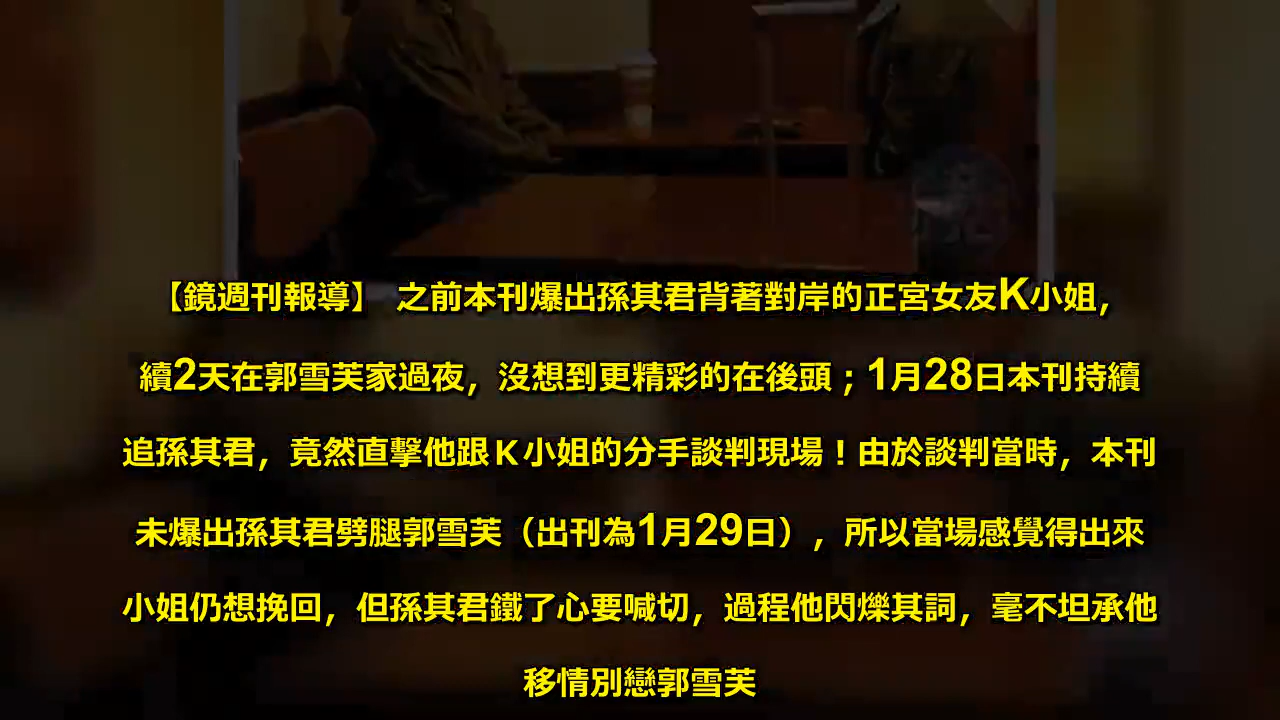 【鏡週刊報導】 之前本刊爆出孫其君背著對岸的正宮女友K小姐，
續2天在郭雪芙家過夜，沒想到更精彩的在後頭；1月28日本刊持續
追孫其君，竟然直擊他跟Ｋ小姐的分手談判現場！由於談判當時，本刊
未爆出孫其君劈腿郭雪芙（出刊為1月29日），所以當場感覺得出來
小姐仍想挽回，但孫其君鐵了心要喊切，過程他閃爍其詞，毫不坦承他
移情別戀郭雪芙